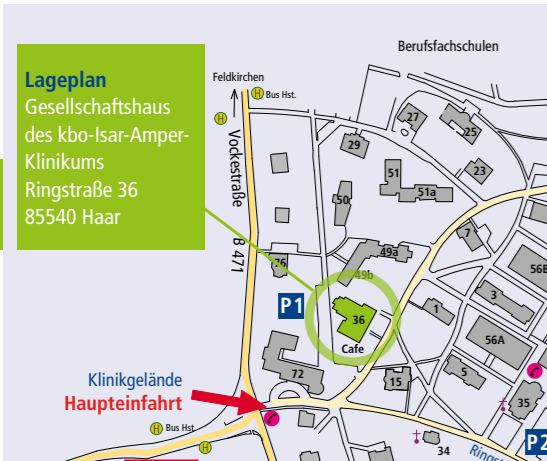 Lageplan
Gesellschaftshaus
des kbo-Isar-Amper-
Klinikums
Ringstraße 36
85540 Haar
Berufsfachschulen
Feldkirchen
H Bus Hst.
H
Vockestraße
B 471
27
25
29
23
51
51a
50
7
49a
49b
76
56B
P1
36
Cafe
3
1
56A
72
15
5
35
Klinikgelände
Haupteinfahrt
H Bus Hst.
H
34
P2